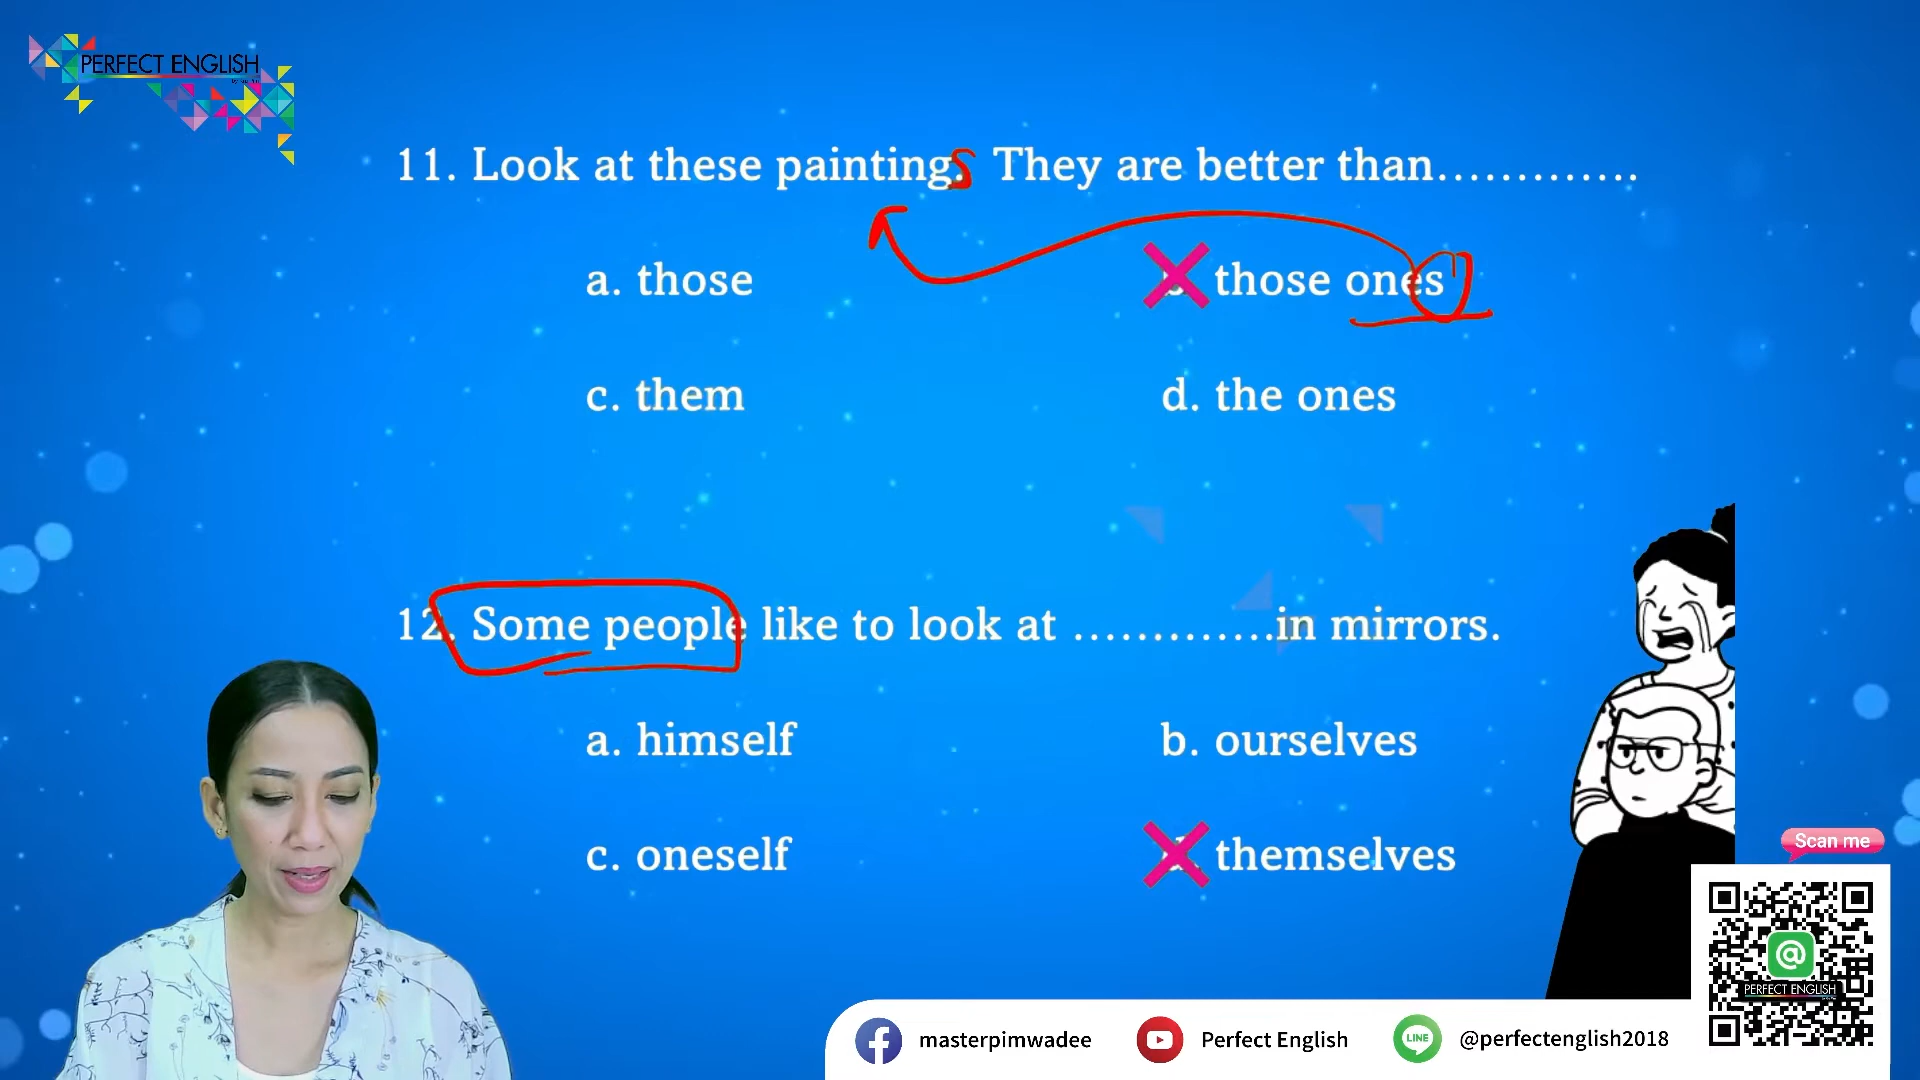 PERFECT ENGLISH
11. Look at these paintings They are better than.............
a. those
those ones
c. them
d. the ones
12. Some people like to look at .............in mirrors.
a. himself
b. ourselves
c. oneself
themselves
Scan me
@
PERFECT ENGLISH
masterpimwadee
Perfect English
LINE
@perfectenglish2018